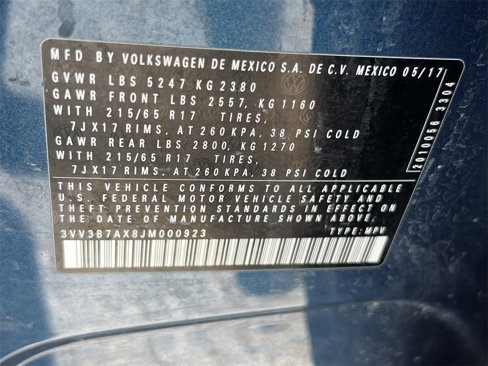 MFD BY VOLKSWAGEN DE MEXICO S.A. DE C.V. MEXICO 05/17
GVWR LBS 5247 KG 2380
GAWR FRONT LBS 2557, KG 1160
WITH 215/65 R17 TIRES,
7JX17 RIMS, AT 260 KPA, 38 PSI COLD
GAWR REAR LBS 2800, KG 1270
WITH 215/65 R17 TIRES,
7JX17 RIMS, AT 260 KPA, 38 PSI COLD
THIS VEHICLE CONFORMS TO ALL APPLICABLE
U.S. FEDERAL MOTOR VEHICLE SAFETY AND
THEFT PREVENTION STANDARDS IN EFFECT ON
THE DATE OF MANUFACTURE SHOWN ABOVE.
3VV3B7AX8JM000923 TYPE: MPV
2010056 3304